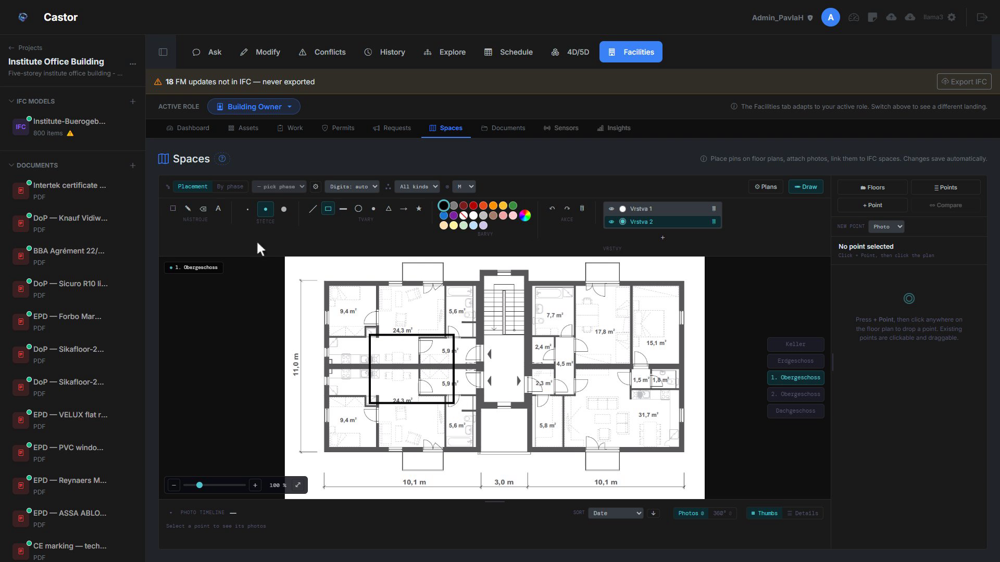 Castor
Admin_PavlaH
A
llama3
Projects
Institute Office Building
Five-storey institute office building - ...
IFC MODELS
IFC
Institute-Buerogeb...
800 items
DOCUMENTS
Intertek certificate ...
PDF
DoP — Knauf Vidiw...
PDF
BBA Agrément 22/...
PDF
DoP — Sicuro R10 li...
PDF
EPD — Forbo Mar...
PDF
DoP — Sikafloor-2...
PDF
DoP — Sikafloor-2...
PDF
EPD — VELUX flat r...
PDF
EPD — PVC windo...
PDF
EPD — Reynaers M...
PDF
EPD — ASSA ABLO...
PDF
CE marking — tech...
PDF
Ask
Modify
Conflicts
History
Explore
Schedule
4D/5D
Facilities
18 FM updates not in IFC — never exported
Export IFC
ACTIVE ROLE
Building Owner
The Facilities tab adapts to your active role. Switch above to see a different landing.
Dashboard
Assets
Work
Permits
Requests
Spaces
Documents
Sensors
Insights
Spaces
Place pins on floor plans, attach photos, link them to IFC spaces. Changes save automatically.
Placement
By phase
— pick phase
Digits: auto
All kinds
M
Plans
Draw
NÁSTROJE
ŠTĚTCE
TVARY
BARVY
AKCE
Vrstva 1
Vrstva 2
+
VRSTVY
1. Obergeschoss
9,4 m²
24,3 m²
5,6 m²
5,9 m²
5,9 m²
24,3 m²
9,4 m²
5,6 m²
7,7 m²
17,8 m²
15,1 m²
2,4 m²
4,5 m²
2,3 m²
1,5 m²
1,8 m²
5,8 m²
31,7 m²
11,0 m
10,1 m
3,0 m
10,1 m
Keller
Erdgeschoss
1. Obergeschoss
2. Obergeschoss
Dachgeschoss
100 %
PHOTO TIMELINE —
Select a point to see its photos
SORT
Date
Photos 0
360° 0
Thumbs
Details
Floors
Points
+ Point
Compare
NEW POINT
Photo
No point selected
Click + Point, then click the plan
Press + Point, then click anywhere on
the floor plan to drop a point. Existing
points are clickable and draggable.